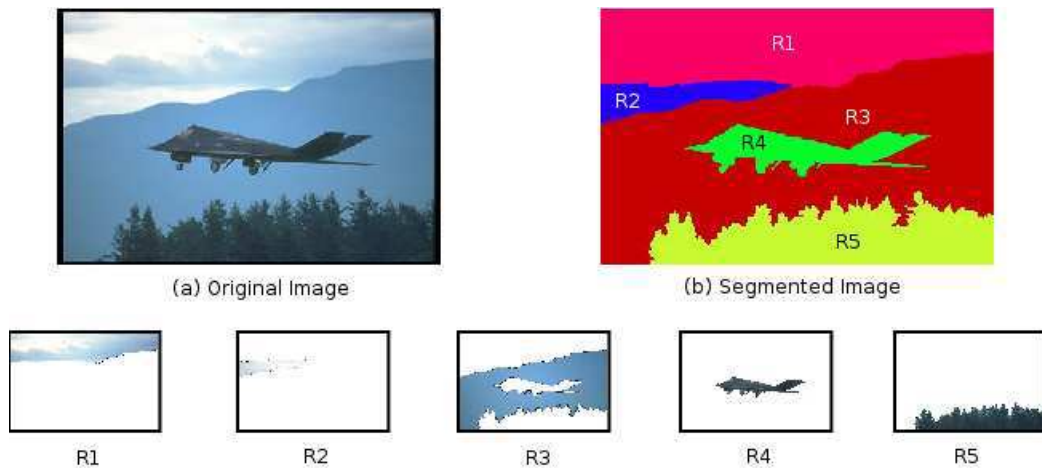 R1
R2
R3
R4
R5
(a) Original Image
(b) Segmented Image
R1
R2
R3
R4
R5